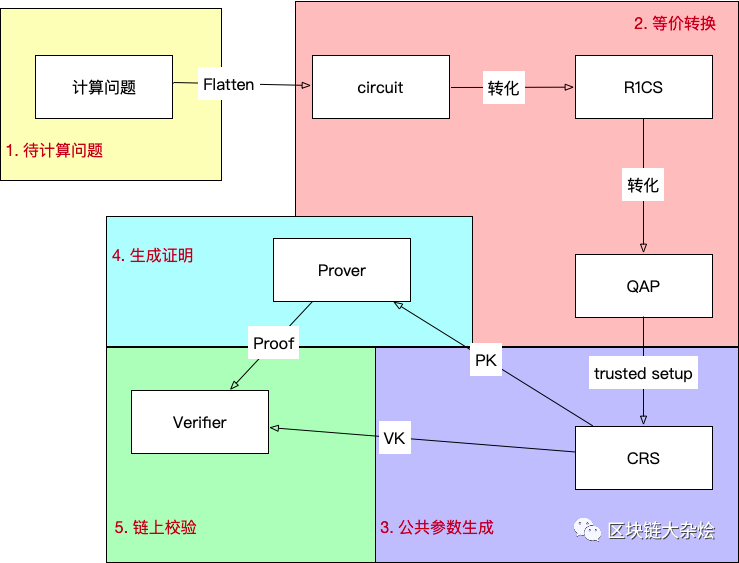 2. 等价转换
计算问题
Flatten
circuit
转化
R1CS
1. 待计算问题
转化
4. 生成证明
Prover
QAP
Proof
PK
trusted setup
Verifier
VK
CRS
5. 链上校验
3. 公共参数生成
区块链大杂烩